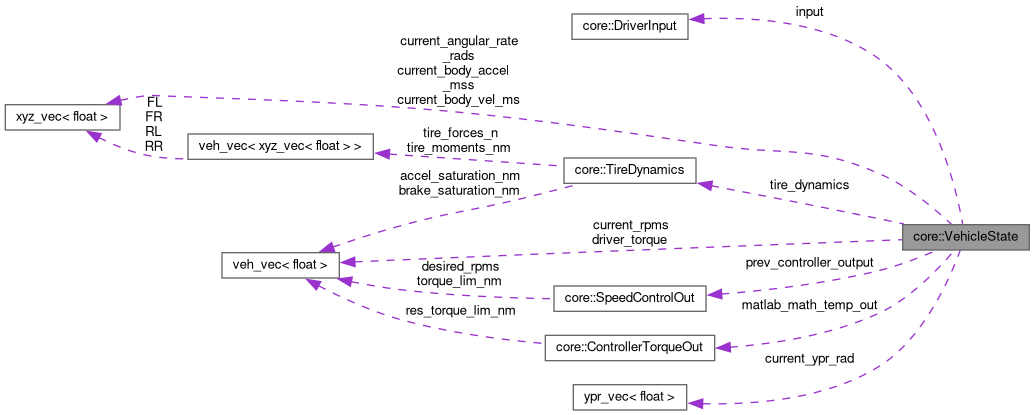 input
core::DriverInput
current_angular_rate
_rads
current_body_accel
_mss
current_body_vel_ms
xyz_vec< float >
FL
FR
RL
RR
veh_vec< xyz_vec< float > >
tire_forces_n
tire_moments_nm
core::TireDynamics
tire_dynamics
accel_saturation_nm
brake_saturation_nm
current_rpms
driver_torque
core::VehicleState
veh_vec< float >
desired_rpms
torque_lim_nm
prev_controller_output
core::SpeedControlOut
res_torque_lim_nm
matlab_math_temp_out
core::ControllerTorqueOut
current_ypr_rad
ypr_vec< float >